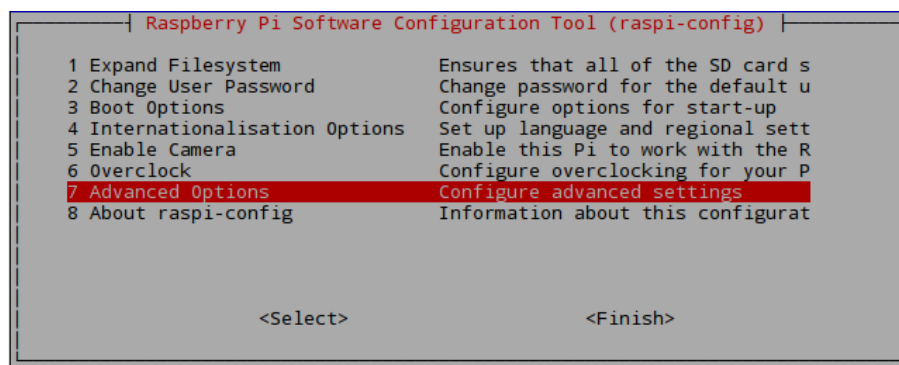 Raspberry Pi Software Configuration Tool (raspi-config)
1 Expand Filesystem Ensures that all of the SD card s
2 Change User Password Change password for the default u
3 Boot Options Configure options for start-up
4 Internationalisation Options Set up language and regional sett
5 Enable Camera Enable this Pi to work with the R
6 Overclock Configure overclocking for your P
7 Advanced Options Configure advanced settings
8 About raspi-config Information about this configurat
<Select> <Finish>